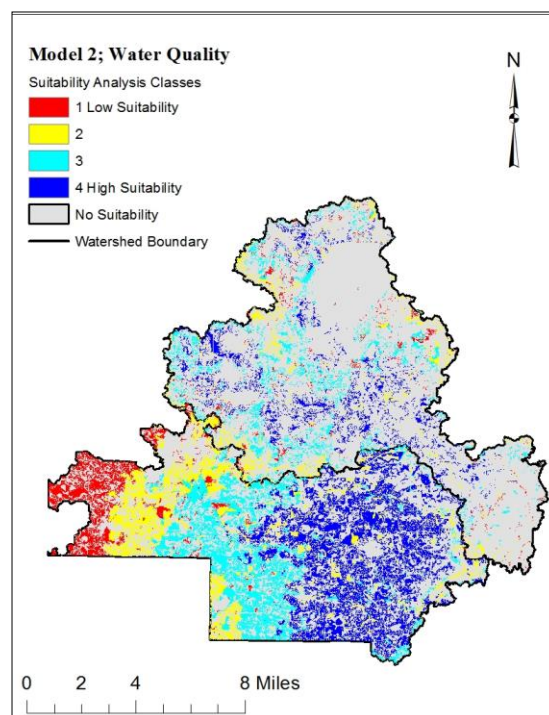 Model 2; Water Quality
N
Suitability Analysis Classes
1 Low Suitability
2
3
4 High Suitability
No Suitability
Watershed Boundary
0 2 4 8 Miles